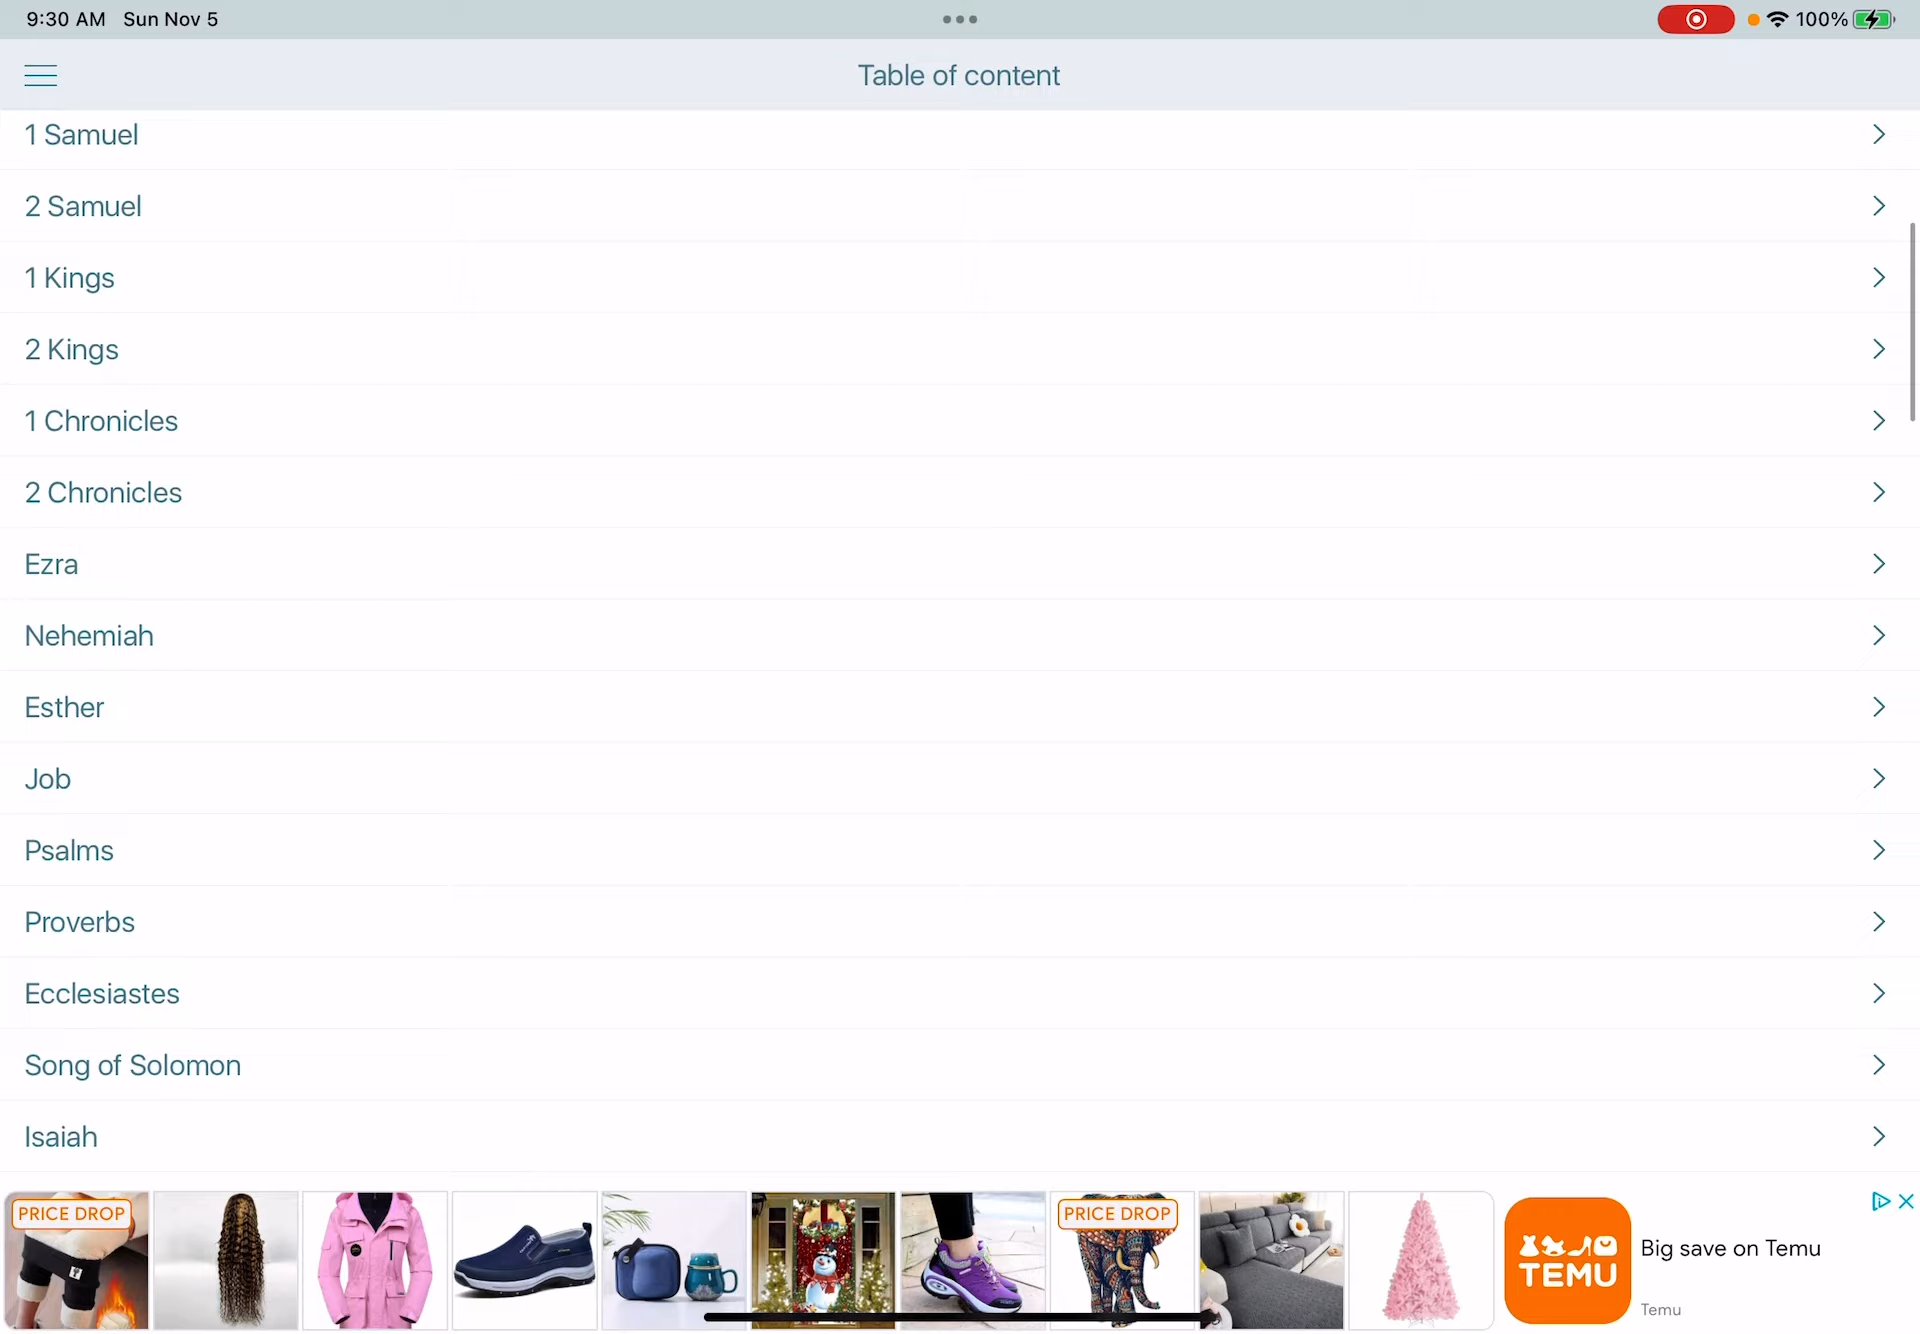 9:30 AM Sun Nov 5
100%
Table of content
1 Samuel
2 Samuel
1 Kings
2 Kings
1 Chronicles
2 Chronicles
Ezra
Nehemiah
Esther
Job
Psalms
Proverbs
Ecclesiastes
Song of Solomon
Isaiah
PRICE DROP
PRICE DROP
TEMU
Big save on Temu
Temu